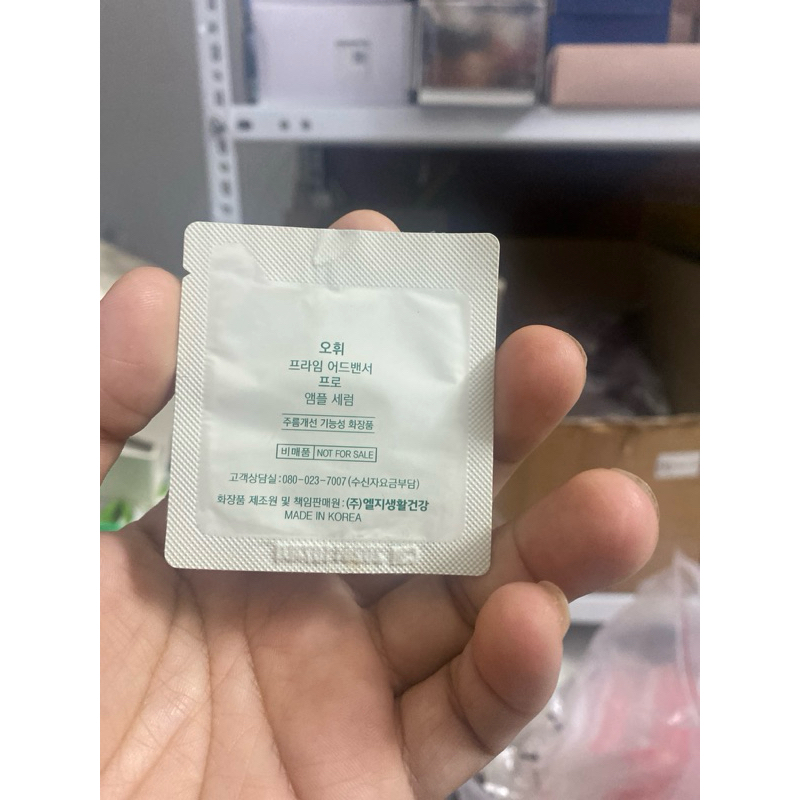 오휘
프라임 어드밴서
프로
앰플 세럼
주름개선 기능성 화장품
비매품 NOT FOR SALE
고객상담실:080-023-7007(수신자요금부담)
화장품 제조원 및 책임판매원:(주)엘지생활건강
MADE IN KOREA